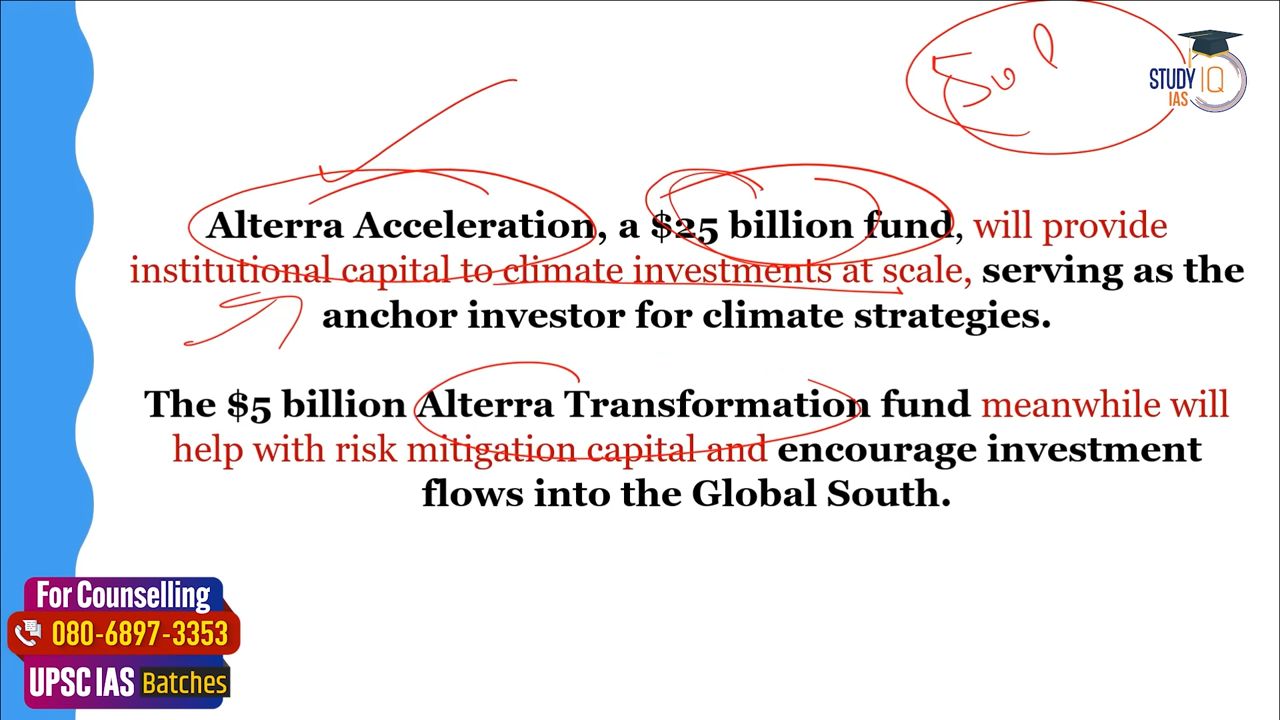 STUDY IQ
IAS
Alterra Acceleration, a $25 billion fund, will provide
institutional capital to climate investments at scale, serving as the
anchor investor for climate strategies.
The $5 billion Alterra Transformation fund meanwhile will
help with risk mitigation capital and encourage investment
flows into the Global South.
For Counselling
080-6897-3353
UPSC IAS Batches